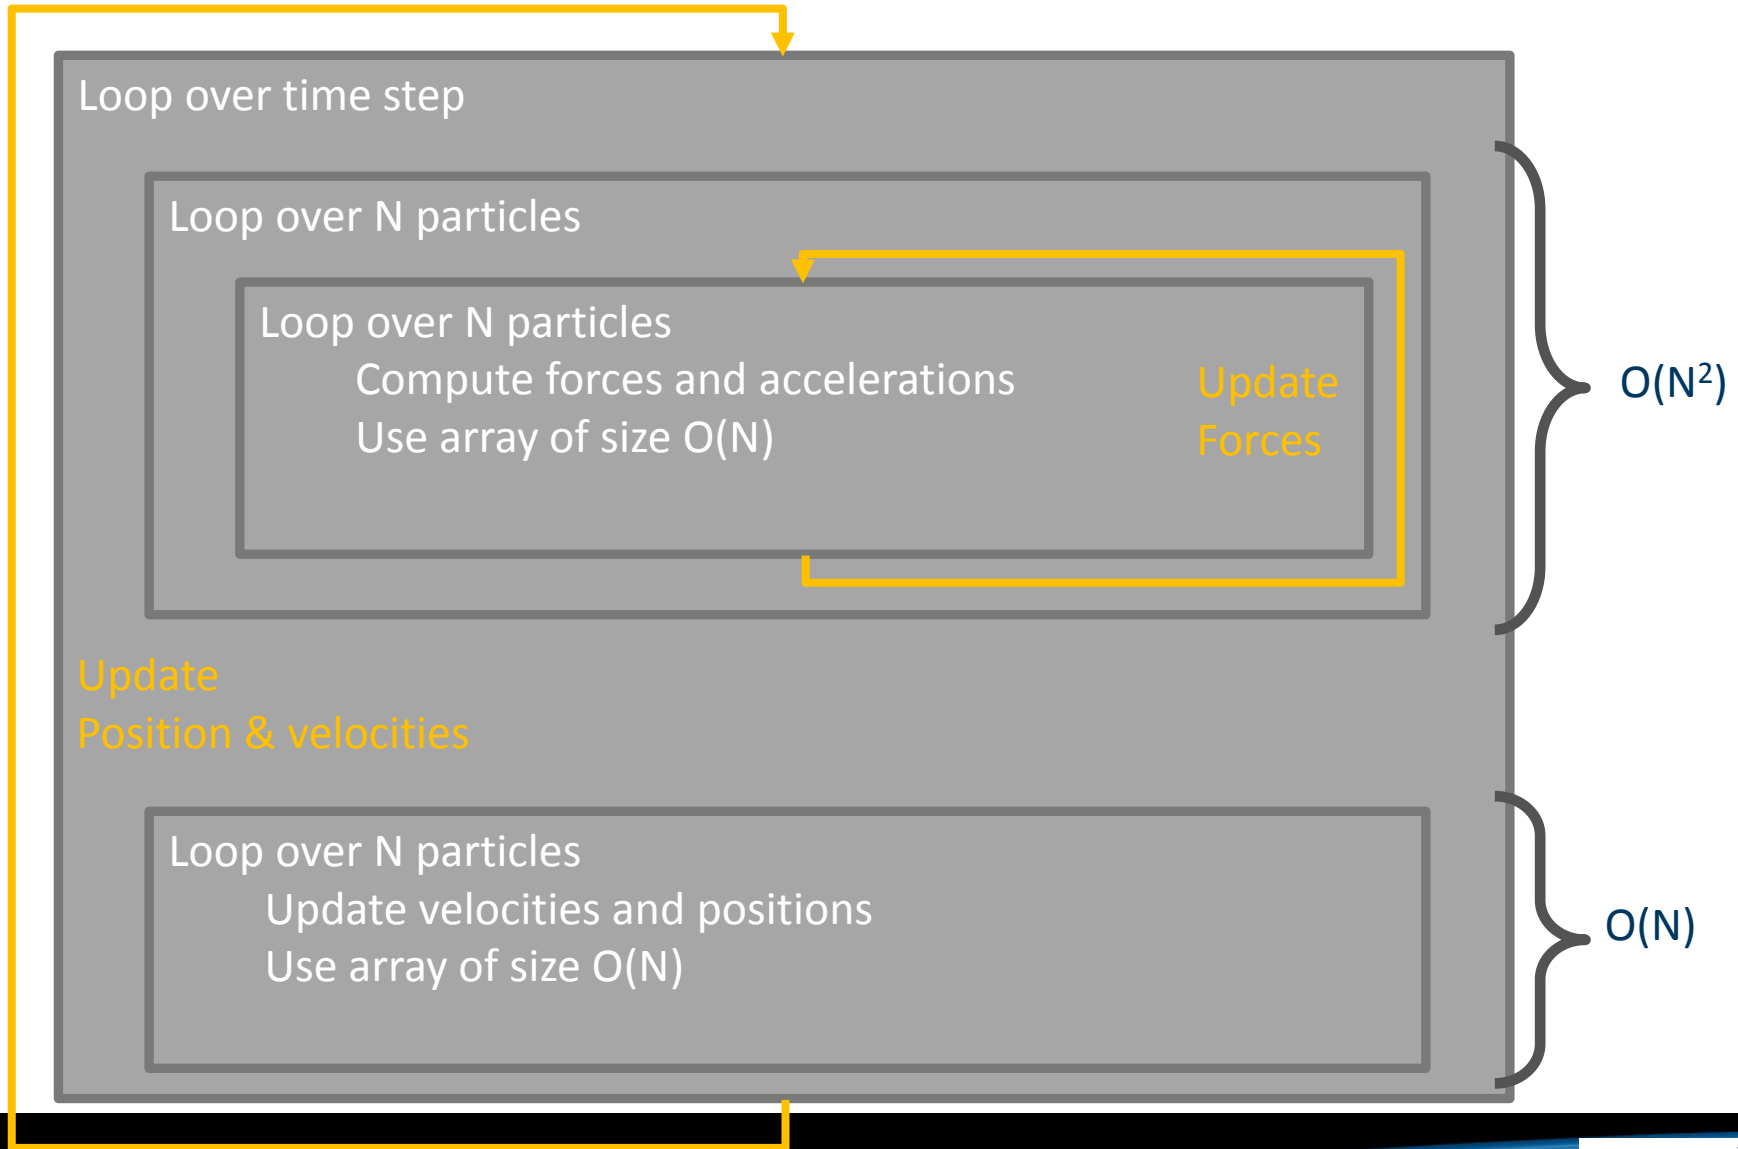 Loop over time step
Loop over N particles
Loop over N particles
Compute forces and accelerations
Use array of size O(N)
Update
Forces
O(N²)
Update
Position & velocities
Loop over N particles
Update velocities and positions
Use array of size O(N)
O(N)